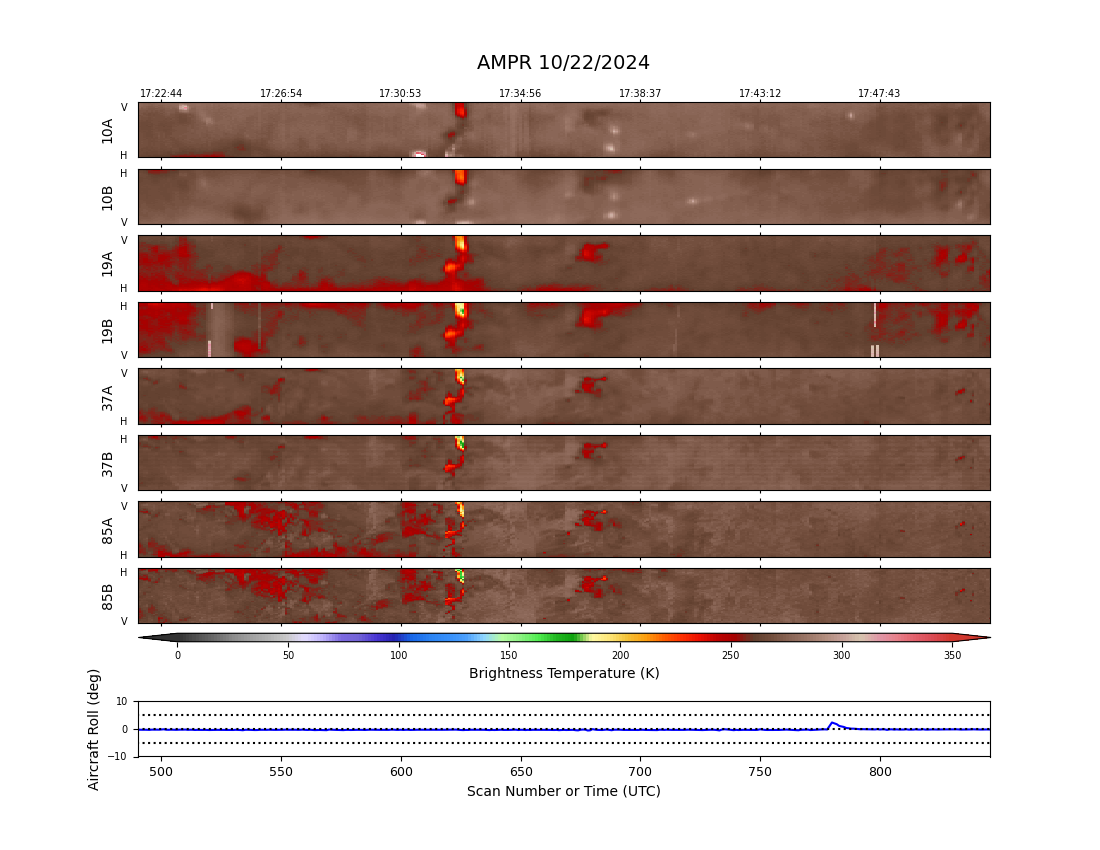 AMPR 10/22/2024
17:22:44 17:26:54 17:30:53 17:34:56 17:38:37 17:43:12 17:47:43
V
10A
H
H
10B
V
V
19A
H
H
19B
V
V
37A
H
H
37B
V
V
85A
H
H
85B
V
0 50 100 150 200 250 300 350
Brightness Temperature (K)
Aircraft Roll (deg)
10
0
−10
500 550 600 650 700 750 800
Scan Number or Time (UTC)